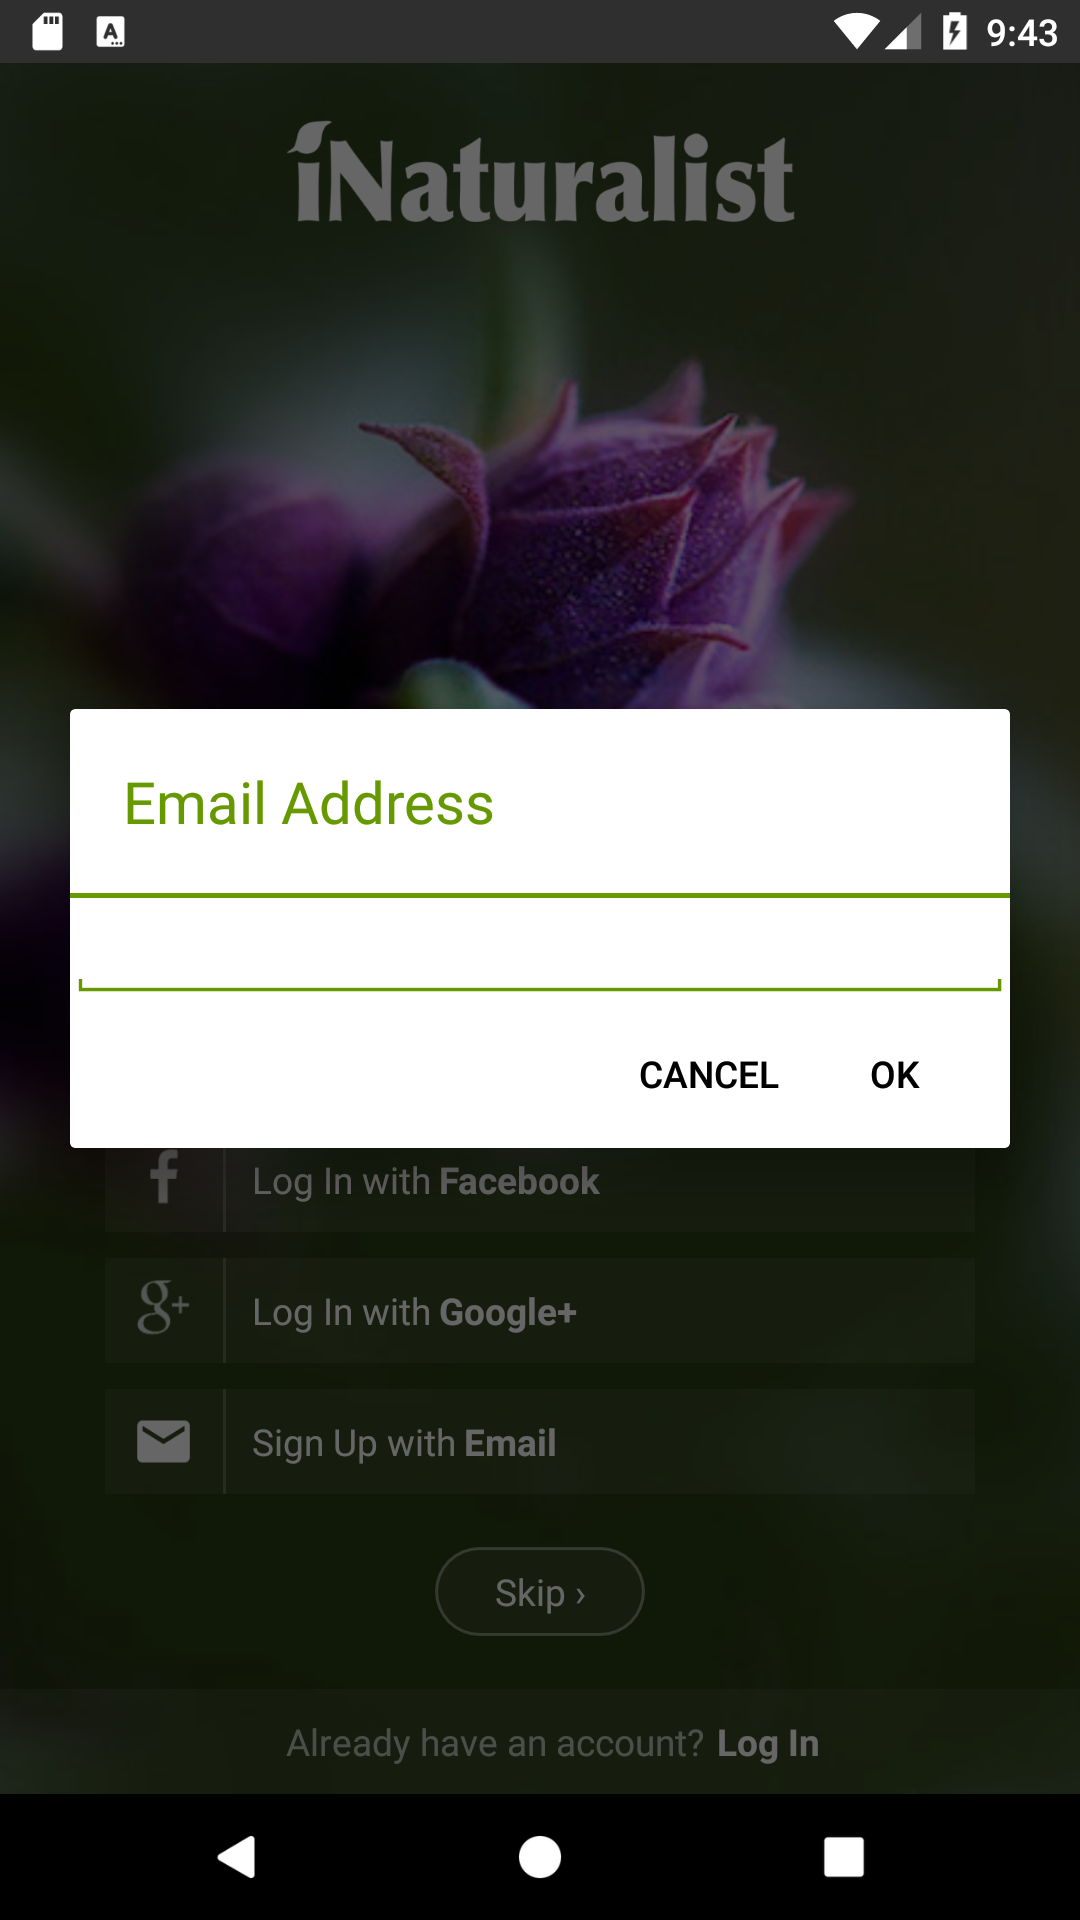 9:43
iNaturalist
Email Address
CANCEL OK
Log In with Facebook
g+ Log In with Google+
Sign Up with Email
Skip ›
Already have an account? Log In